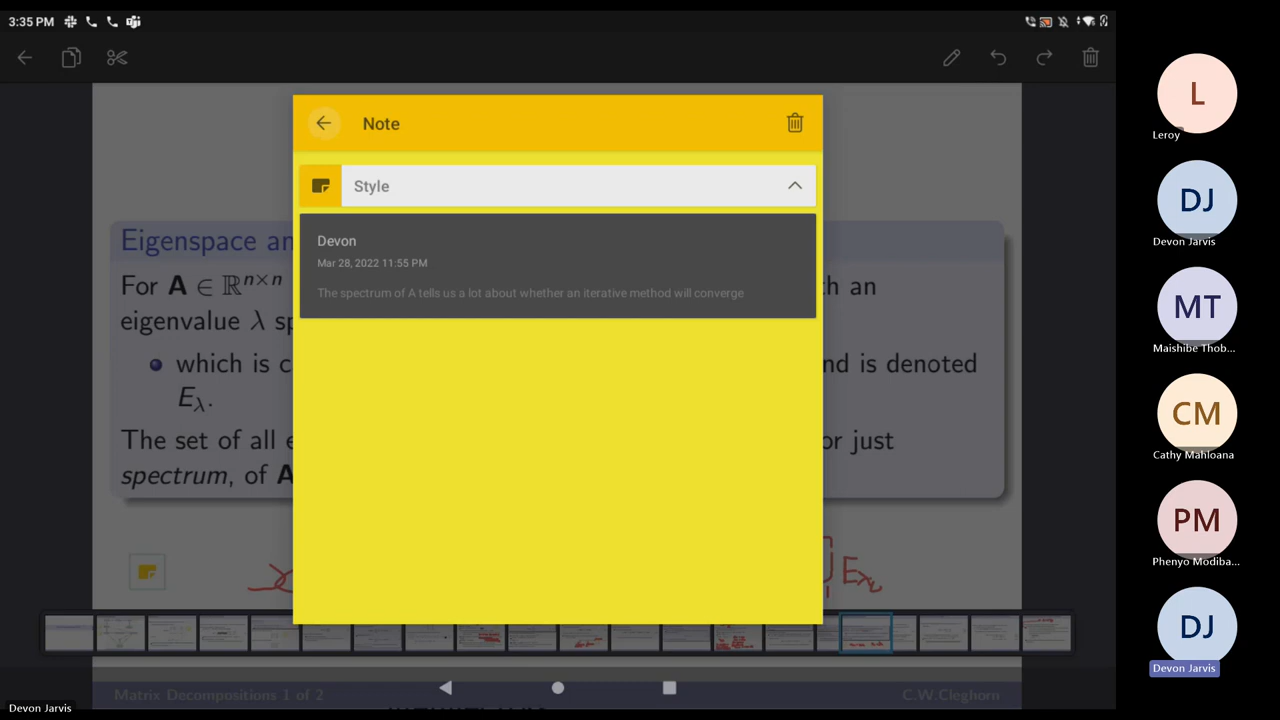 3:35 PM
L
Leroy
Note
DJ
Devon Jarvis
Style
Eigenspace an
Devon
Mar 28, 2022 11:55 PM
The spectrum of A tells us a lot about whether an iterative method will converge
For A ∈ ℝⁿˣⁿ
h an
eigenvalue λ sp
MT
Maishibe Thob...
which is c
nd is denoted
E_λ.
CM
Cathy Mahloana
The set of all e
or just
spectrum, of A
PM
Phenyo Modiba...
E_λ
DJ
Devon Jarvis
Matrix Decompositions 1 of 2
C.W.Cleghorn
Devon Jarvis